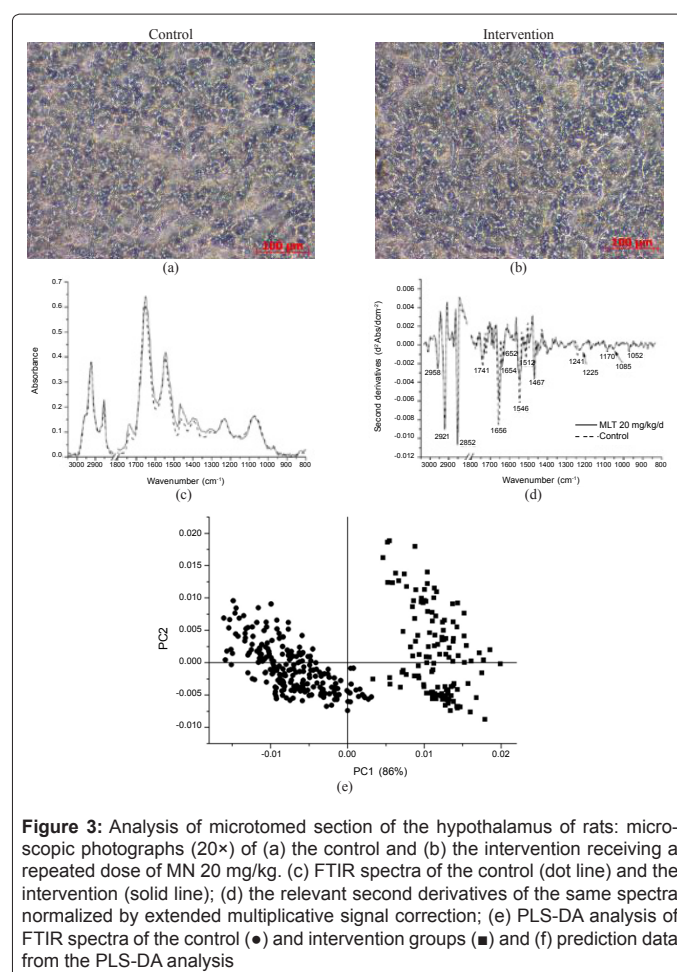 Control
Intervention
100 µm
100 µm
(a)
(b)
0.7
0.6
0.5
0.4
0.3
0.2
0.1
0.0
Absorbance
3000 2900 1800 1700 1600 1500 1400 1300 1200 1100 1000 900 800
Wavenumber (cm-1)
(c)
0.006
0.004
0.002
0.000
-0.002
-0.004
-0.006
-0.008
-0.010
-0.012
Second derivatives (d² Abs/dcm-2)
2958
2921
2852
1741
1656
1652
1654
1546
1512
1467
1241
1225
1170
1085
1052
MLT 20 mg/kg/d
Control
3000 2900 1800 1700 1600 1500 1400 1300 1200 1100 1000 900 800
Wavenumber (cm-1)
(d)
0.020
0.015
0.010
0.005
0.000
-0.005
-0.010
PC2
-0.01 0.00 0.01 0.02
PC1 (86%)
(e)
Figure 3: Analysis of microtomed section of the hypothalamus of rats: micro-
scopic photographs (20×) of (a) the control and (b) the intervention receiving a
repeated dose of MN 20 mg/kg. (c) FTIR spectra of the control (dot line) and the
intervention (solid line); (d) the relevant second derivatives of the same spectra
normalized by extended multiplicative signal correction; (e) PLS-DA analysis of
FTIR spectra of the control (●) and intervention groups (■) and (f) prediction data
from the PLS-DA analysis